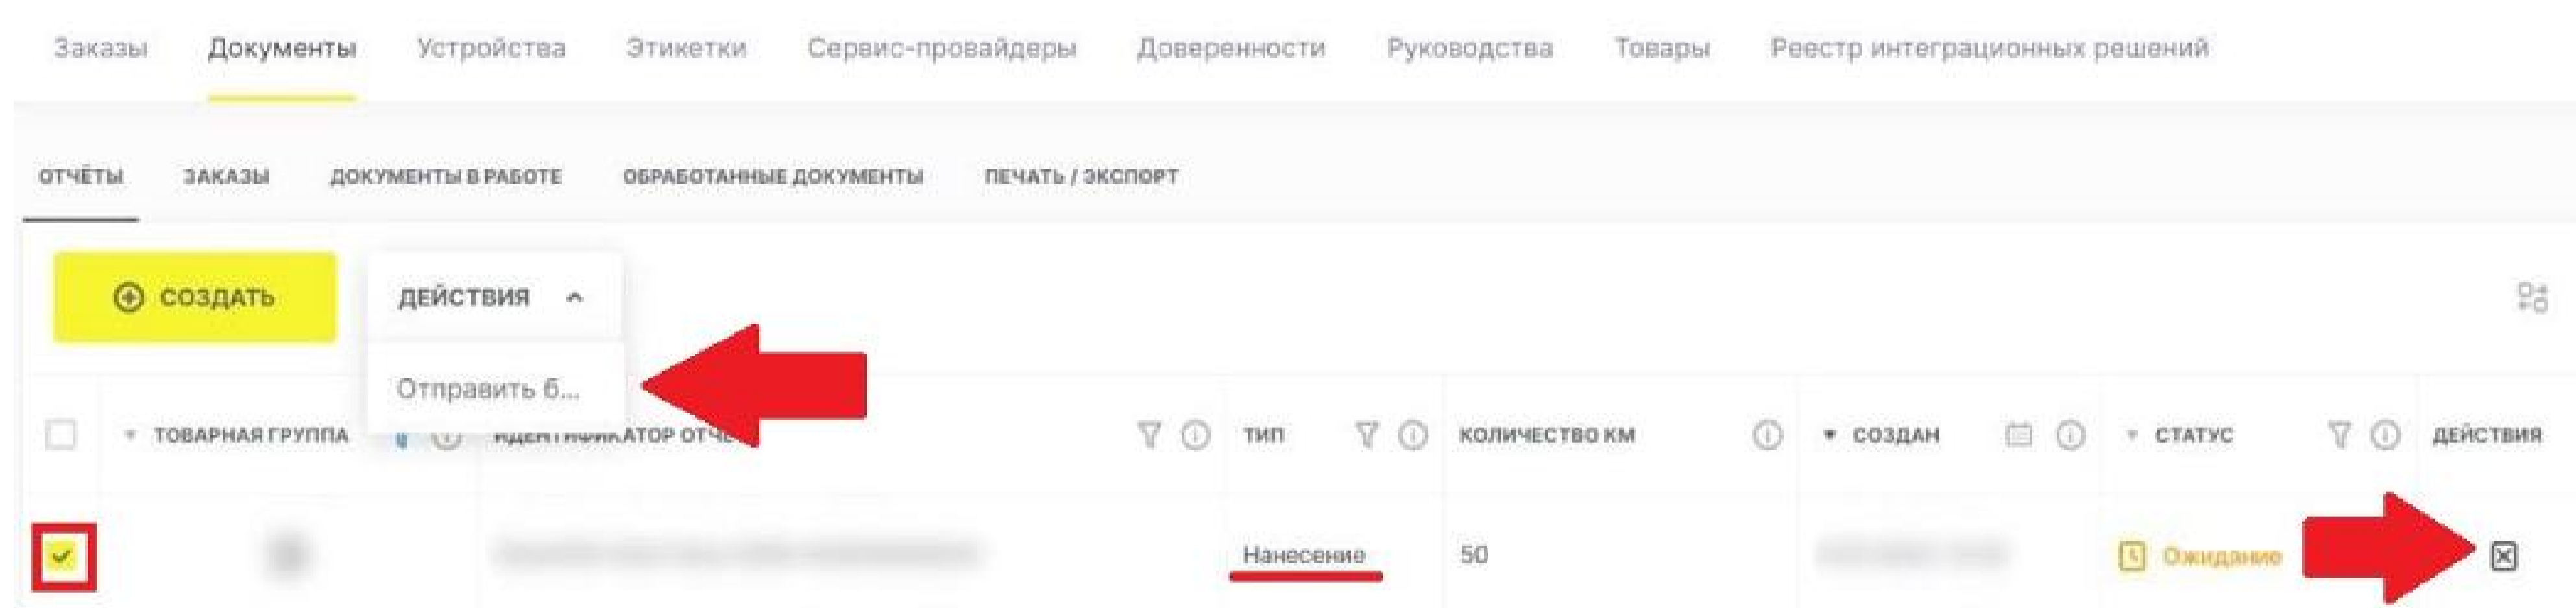 Заказы Документы Устройства Этикетки Сервис-провайдеры Доверенности Руководства Товары Реестр интеграционных решений
ОТЧЁТЫ ЗАКАЗЫ ДОКУМЕНТЫ В РАБОТЕ ОБРАБОТАННЫЕ ДОКУМЕНТЫ ПЕЧАТЬ / ЭКСПОРТ
СОЗДАТЬ ДЕЙСТВИЯ
Отправить б...
ТОВАРНАЯ ГРУППА ИДЕНТИФИКАТОР ТИП КОЛИЧЕСТВО КМ СОЗДАН СТАТУС ДЕЙСТВИЯ
Нанесение 50 Ожидание